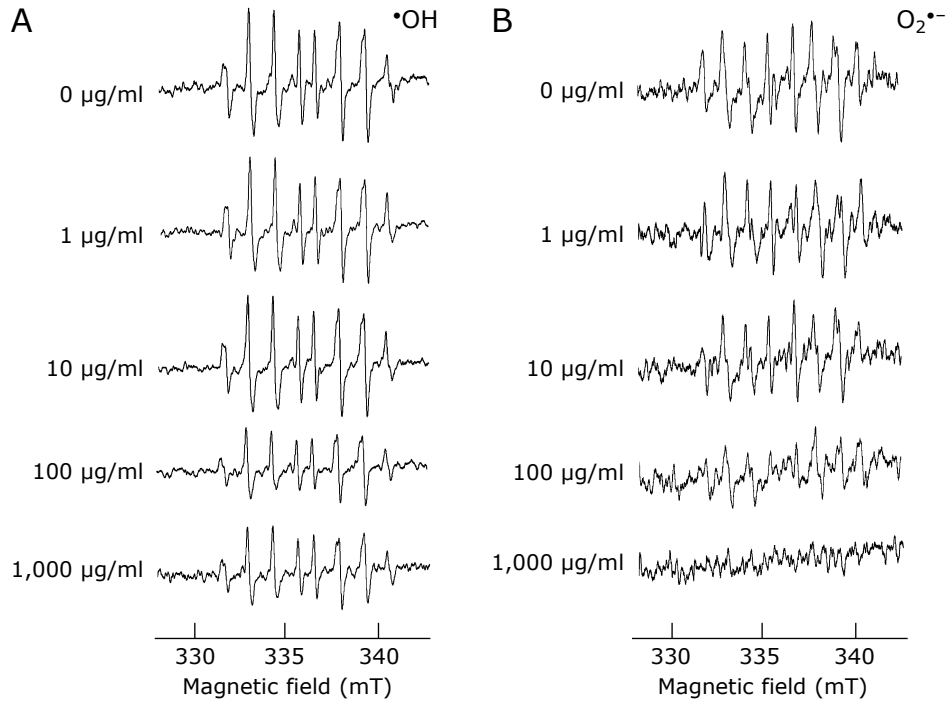 A
•OH
0 µg/ml
1 µg/ml
10 µg/ml
100 µg/ml
1,000 µg/ml
330 335 340
Magnetic field (mT)
B
O₂•−
0 µg/ml
1 µg/ml
10 µg/ml
100 µg/ml
1,000 µg/ml
330 335 340
Magnetic field (mT)